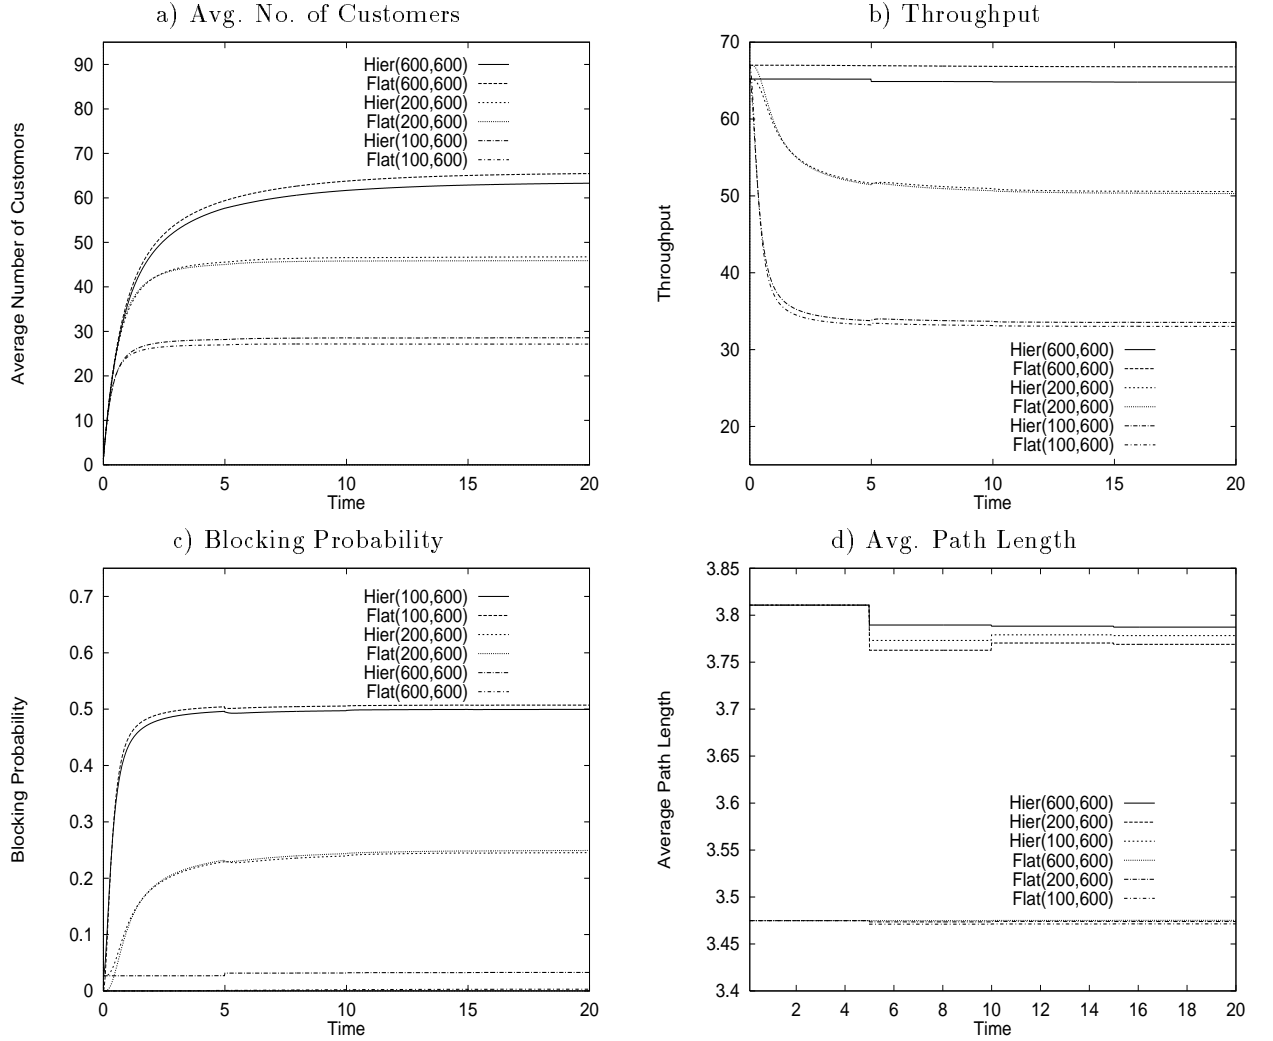 a) Avg. No. of Customers
90
80
70
60
50
40
30
20
10
0
0 5 10 15 20
Time
Average Number of Customors
Hier(600,600)
Flat(600,600)
Hier(200,600)
Flat(200,600)
Hier(100,600)
Flat(100,600)
b) Throughput
70
60
50
40
30
20
0 5 10 15 20
Time
Throughput
Hier(600,600)
Flat(600,600)
Hier(200,600)
Flat(200,600)
Hier(100,600)
Flat(100,600)
c) Blocking Probability
0.7
0.6
0.5
0.4
0.3
0.2
0.1
0
0 5 10 15 20
Time
Blocking Probability
Hier(100,600)
Flat(100,600)
Hier(200,600)
Flat(200,600)
Hier(600,600)
Flat(600,600)
d) Avg. Path Length
3.85
3.8
3.75
3.7
3.65
3.6
3.55
3.5
3.45
3.4
2 4 6 8 10 12 14 16 18 20
Time
Average Path Length
Hier(600,600)
Hier(200,600)
Hier(100,600)
Flat(600,600)
Flat(200,600)
Flat(100,600)